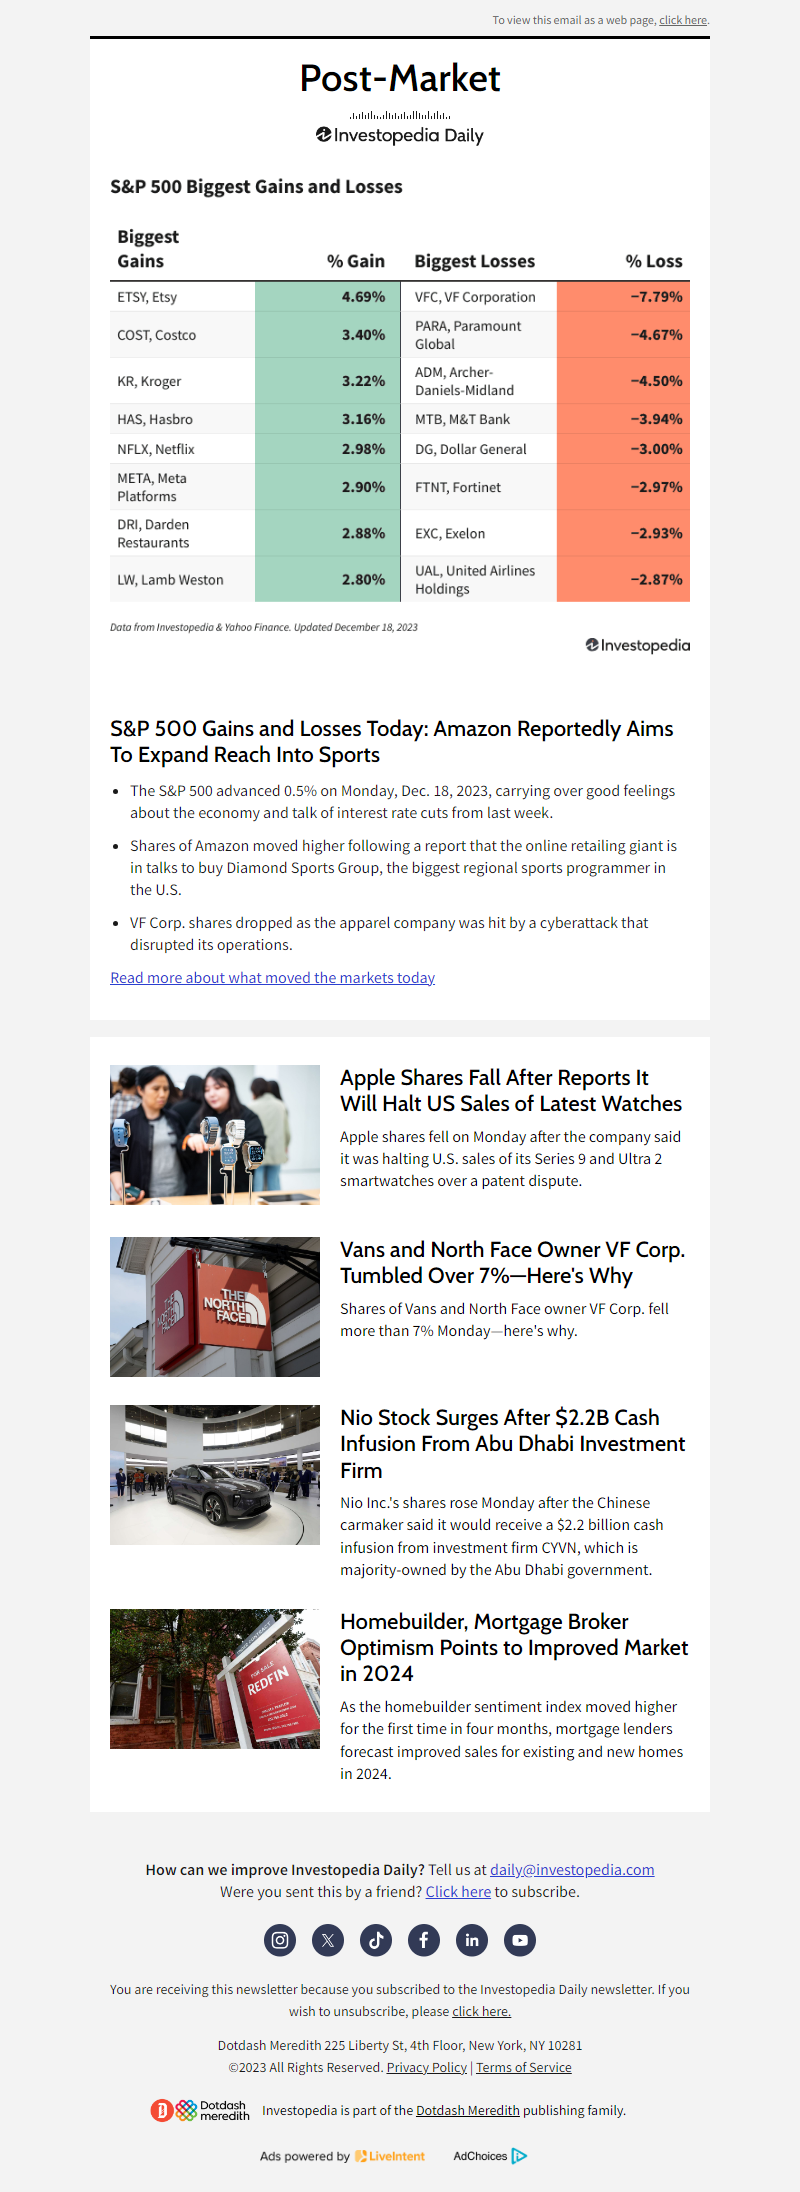 To view this email as a web page, click here.
Post-Market
Investopedia Daily
S&P 500 Biggest Gains and Losses
Biggest
Gains
% Gain
Biggest Losses
% Loss
ETSY, Etsy
4.69%
VFC, VF Corporation
−7.79%
COST, Costco
3.40%
PARA, Paramount
Global
−4.67%
KR, Kroger
3.22%
ADM, Archer-
Daniels-Midland
−4.50%
HAS, Hasbro
3.16%
MTB, M&T Bank
−3.94%
NFLX, Netflix
2.98%
DG, Dollar General
−3.00%
META, Meta
Platforms
2.90%
FTNT, Fortinet
−2.97%
DRI, Darden
Restaurants
2.88%
EXC, Exelon
−2.93%
LW, Lamb Weston
2.80%
UAL, United Airlines
Holdings
−2.87%
Data from Investopedia & Yahoo Finance. Updated December 18, 2023
Investopedia
S&P 500 Gains and Losses Today: Amazon Reportedly Aims
To Expand Reach Into Sports
• The S&P 500 advanced 0.5% on Monday, Dec. 18, 2023, carrying over good feelings
about the economy and talk of interest rate cuts from last week.
• Shares of Amazon moved higher following a report that the online retailing giant is
in talks to buy Diamond Sports Group, the biggest regional sports programmer in
the U.S.
• VF Corp. shares dropped as the apparel company was hit by a cyberattack that
disrupted its operations.
Read more about what moved the markets today
Apple Shares Fall After Reports It
Will Halt US Sales of Latest Watches
Apple shares fell on Monday after the company said
it was halting U.S. sales of its Series 9 and Ultra 2
smartwatches over a patent dispute.
THE
NORTH
FACE
THE
NORTH
FACE
Vans and North Face Owner VF Corp.
Tumbled Over 7%—Here's Why
Shares of Vans and North Face owner VF Corp. fell
more than 7% Monday—here's why.
Nio Stock Surges After $2.2B Cash
Infusion From Abu Dhabi Investment
Firm
Nio Inc.'s shares rose Monday after the Chinese
carmaker said it would receive a $2.2 billion cash
infusion from investment firm CYVN, which is
majority-owned by the Abu Dhabi government.
FOR SALE
REDFIN
Homebuilder, Mortgage Broker
Optimism Points to Improved Market
in 2024
As the homebuilder sentiment index moved higher
for the first time in four months, mortgage lenders
forecast improved sales for existing and new homes
in 2024.
How can we improve Investopedia Daily? Tell us at daily@investopedia.com
Were you sent this by a friend? Click here to subscribe.
You are receiving this newsletter because you subscribed to the Investopedia Daily newsletter. If you
wish to unsubscribe, please click here.
Dotdash Meredith 225 Liberty St, 4th Floor, New York, NY 10281
©2023 All Rights Reserved. Privacy Policy | Terms of Service
Dotdash
meredith
Investopedia is part of the Dotdash Meredith publishing family.
Ads powered by LiveIntent
AdChoices